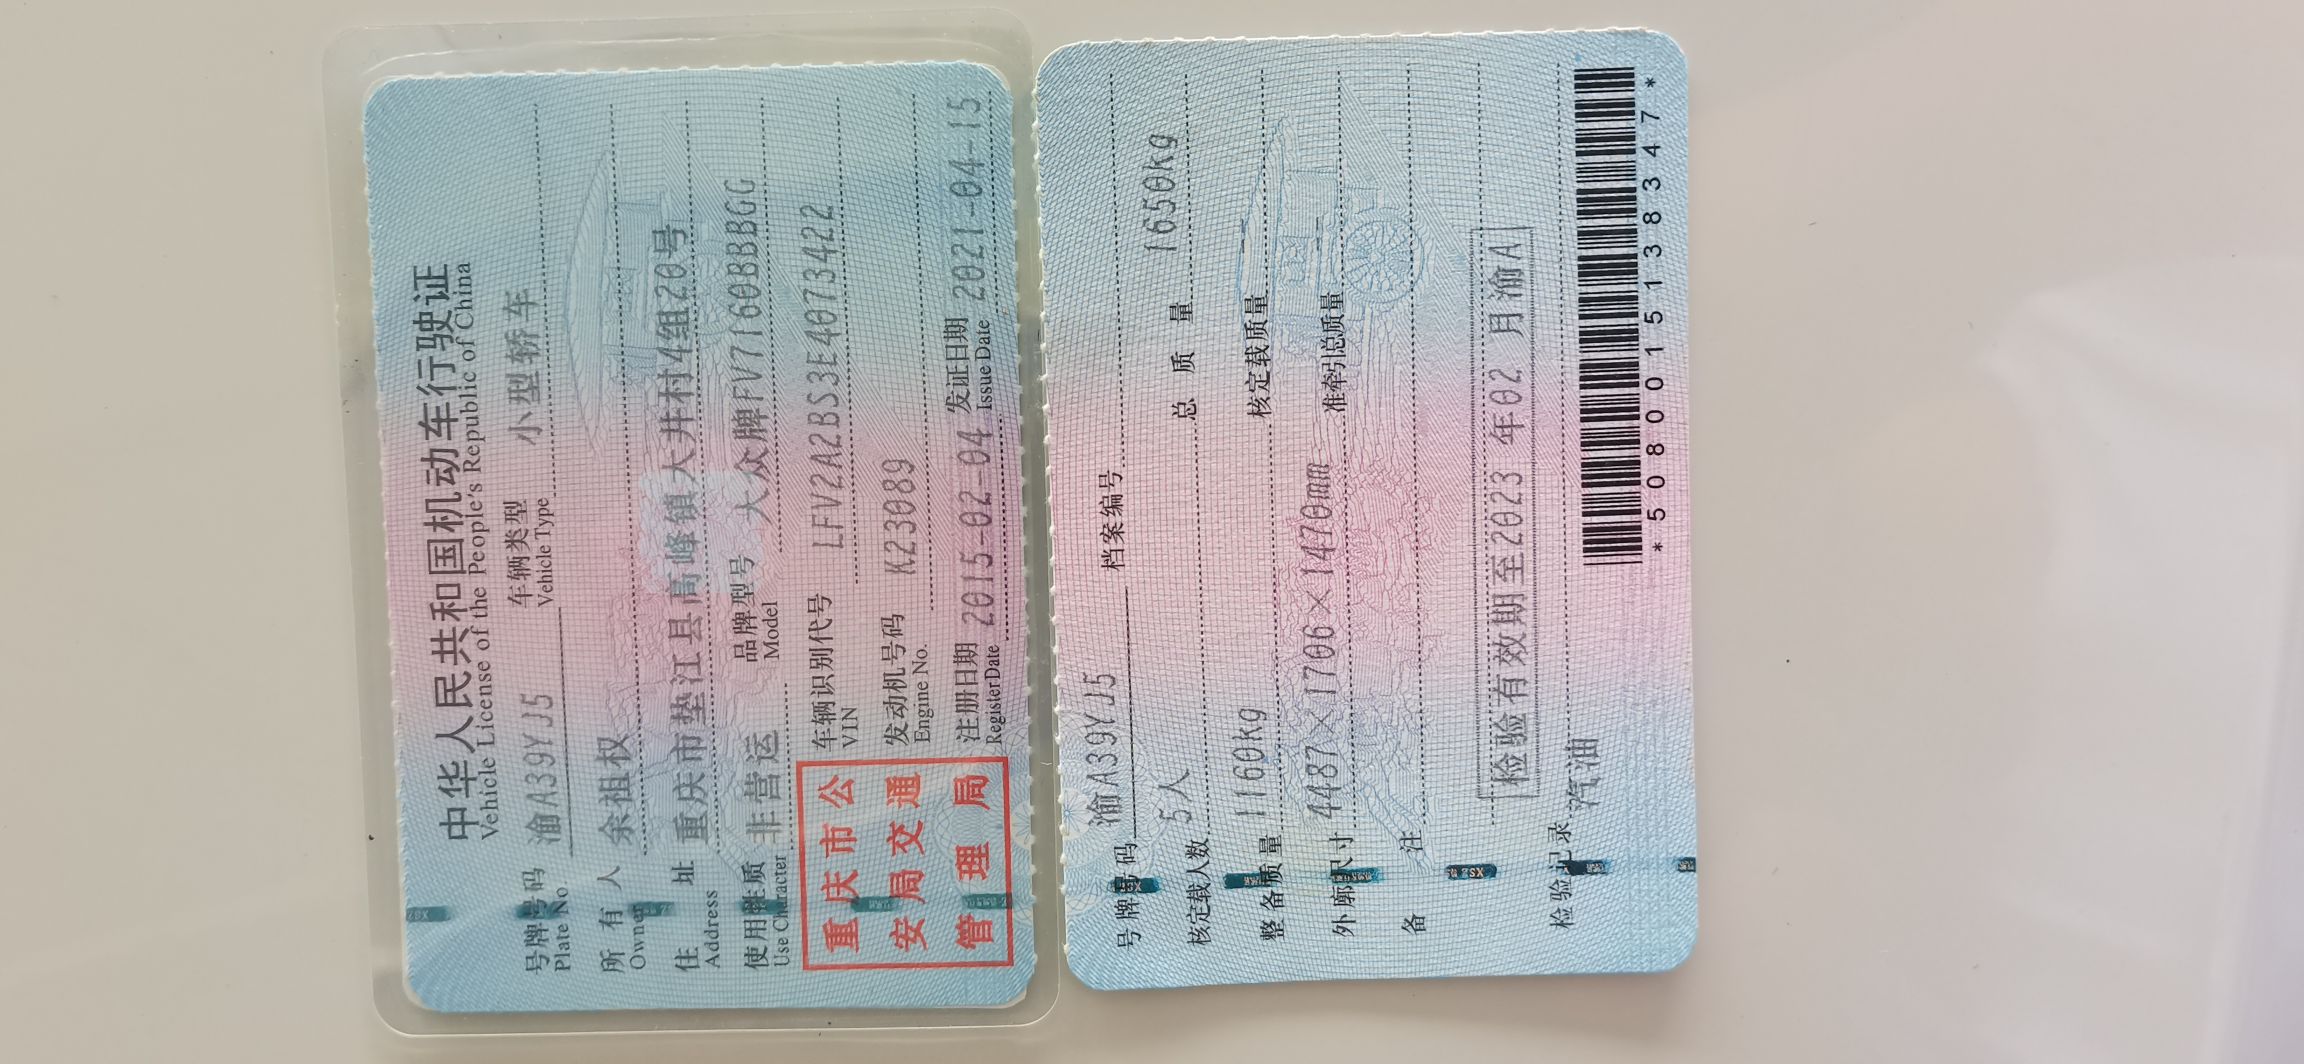 中华人民共和国机动车行驶证
Vehicle License of the People's Republic of China
号牌号码 渝A39YJ5 车辆类型 小型轿车
Plate No Vehicle Type
所有人 余祖权
Owner
住址 重庆市垫江县高峰镇大井村4组20号
Address
使用性质 非营运 品牌型号 大众牌FV7160BBBGG
Use Character Model
重庆市公
安局交通
管理局
车辆识别代号 LFV2A2BS3E4073422
VIN
发动机号码 K23089
Engine No.
注册日期 2015-02-04 发证日期 2021-04-15
Register Date Issue Date
号牌号码 渝A39YJ5 档案编号
核定载人数 5人 总质量 1650kg
整备质量 1160kg 核定载质量
外廓尺寸 4487×1706×1470mm 准牵引总质量
备注
检验有效期至2023年02月渝A
检验记录 汽油
*5080015138347*